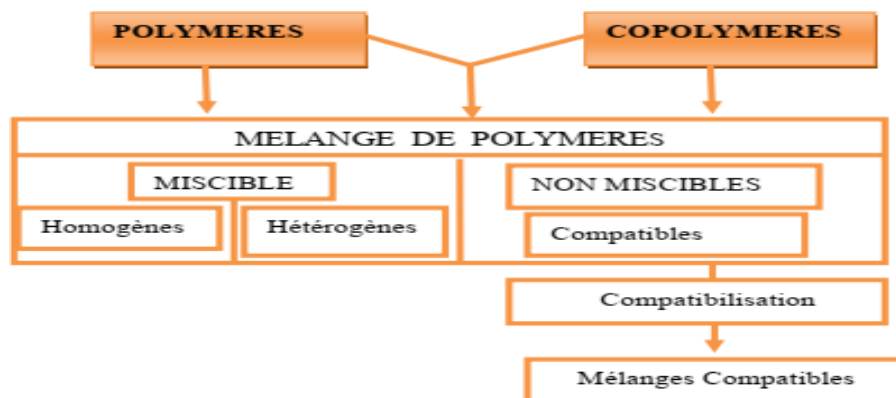 POLYMERES
COPOLYMERES
MELANGE DE POLYMERES
MISCIBLE
NON MISCIBLES
Homogènes
Hétérogènes
Compatibles
Compatibilisation
Mélanges Compatibles